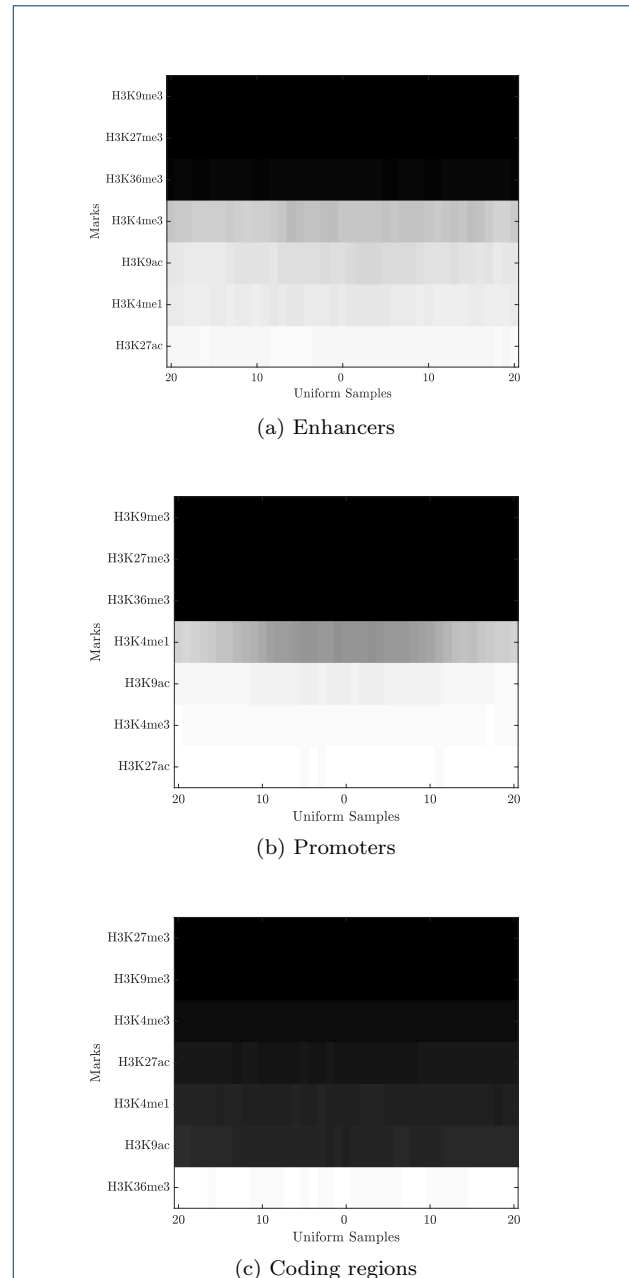 H3K9me3
H3K27me3
H3K36me3
H3K4me3
H3K9ac
H3K4me1
H3K27ac
Marks
20 10 0 10 20
Uniform Samples
(a) Enhancers
H3K9me3
H3K27me3
H3K36me3
H3K4me1
H3K9ac
H3K4me3
H3K27ac
Marks
20 10 0 10 20
Uniform Samples
(b) Promoters
H3K27me3
H3K9me3
H3K4me3
H3K27ac
H3K4me1
H3K9ac
H3K36me3
Marks
20 10 0 10 20
Uniform Samples
(c) Coding regions